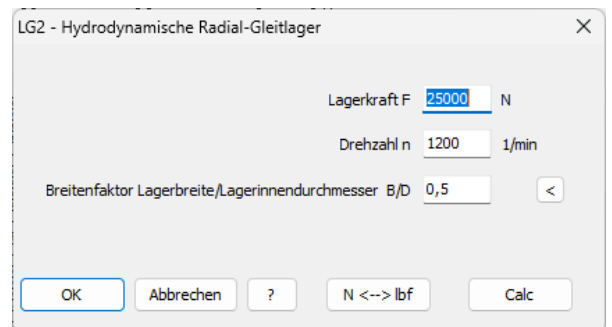 LG2 - Hydrodynamische Radial-Gleitlager
Lagerkraft F 25000 N
Drehzahl n 1200 1/min
Breitenfaktor Lagerbreite/Lagerinnendurchmesser B/D 0,5 <
OK Abbrechen ? N <--> lbf Calc